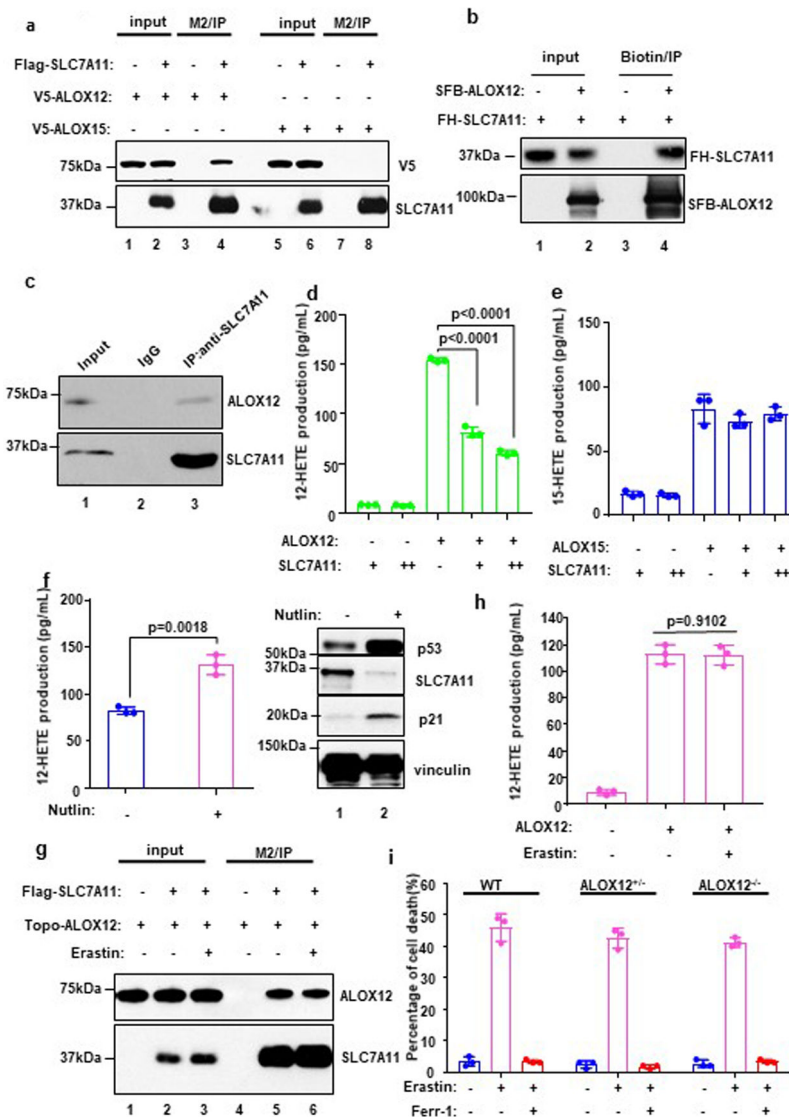 a
input M2/IP input M2/IP
Flag-SLC7A11: - + - + - + - +
V5-ALOX12: + + + + - - - -
V5-ALOX15: - - - - + + + +
75kDa V5
37kDa SLC7A11
1 2 3 4 5 6 7 8
b
input Biotin/IP
SFB-ALOX12: - + - +
FH-SLC7A11: + + + +
37kDa FH-SLC7A11
100kDa SFB-ALOX12
1 2 3 4
c
Input IgG IP:anti-SLC7A11
75kDa ALOX12
37kDa SLC7A11
1 2 3
d
12-HETE production (pg/mL)
200
150
100
50
0
p<0.0001
p<0.0001
ALOX12: - - + + +
SLC7A11: + ++ - + ++
e
15-HETE production (pg/mL)
150
100
50
0
ALOX15: - - + + +
SLC7A11: + ++ - + ++
f
12-HETE production (pg/mL)
200
150
100
50
0
p=0.0018
Nutlin: - +
Nutlin: - +
50kDa p53
37kDa SLC7A11
20kDa p21
150kDa vinculin
1 2
h
12-HETE production (pg/mL)
140
120
100
80
60
40
20
0
p=0.9102
ALOX12: - + +
Erastin: - - +
g
input M2/IP
Flag-SLC7A11: - + + - + +
Topo-ALOX12: + + + + + +
Erastin: - - + - - +
75kDa ALOX12
37kDa SLC7A11
1 2 3 4 5 6
i
Percentage of cell death(%)
60
50
40
30
20
10
0
WT ALOX12+/- ALOX12-/-
Erastin: - + + - + + - + +
Ferr-1: - - + - - + - - +